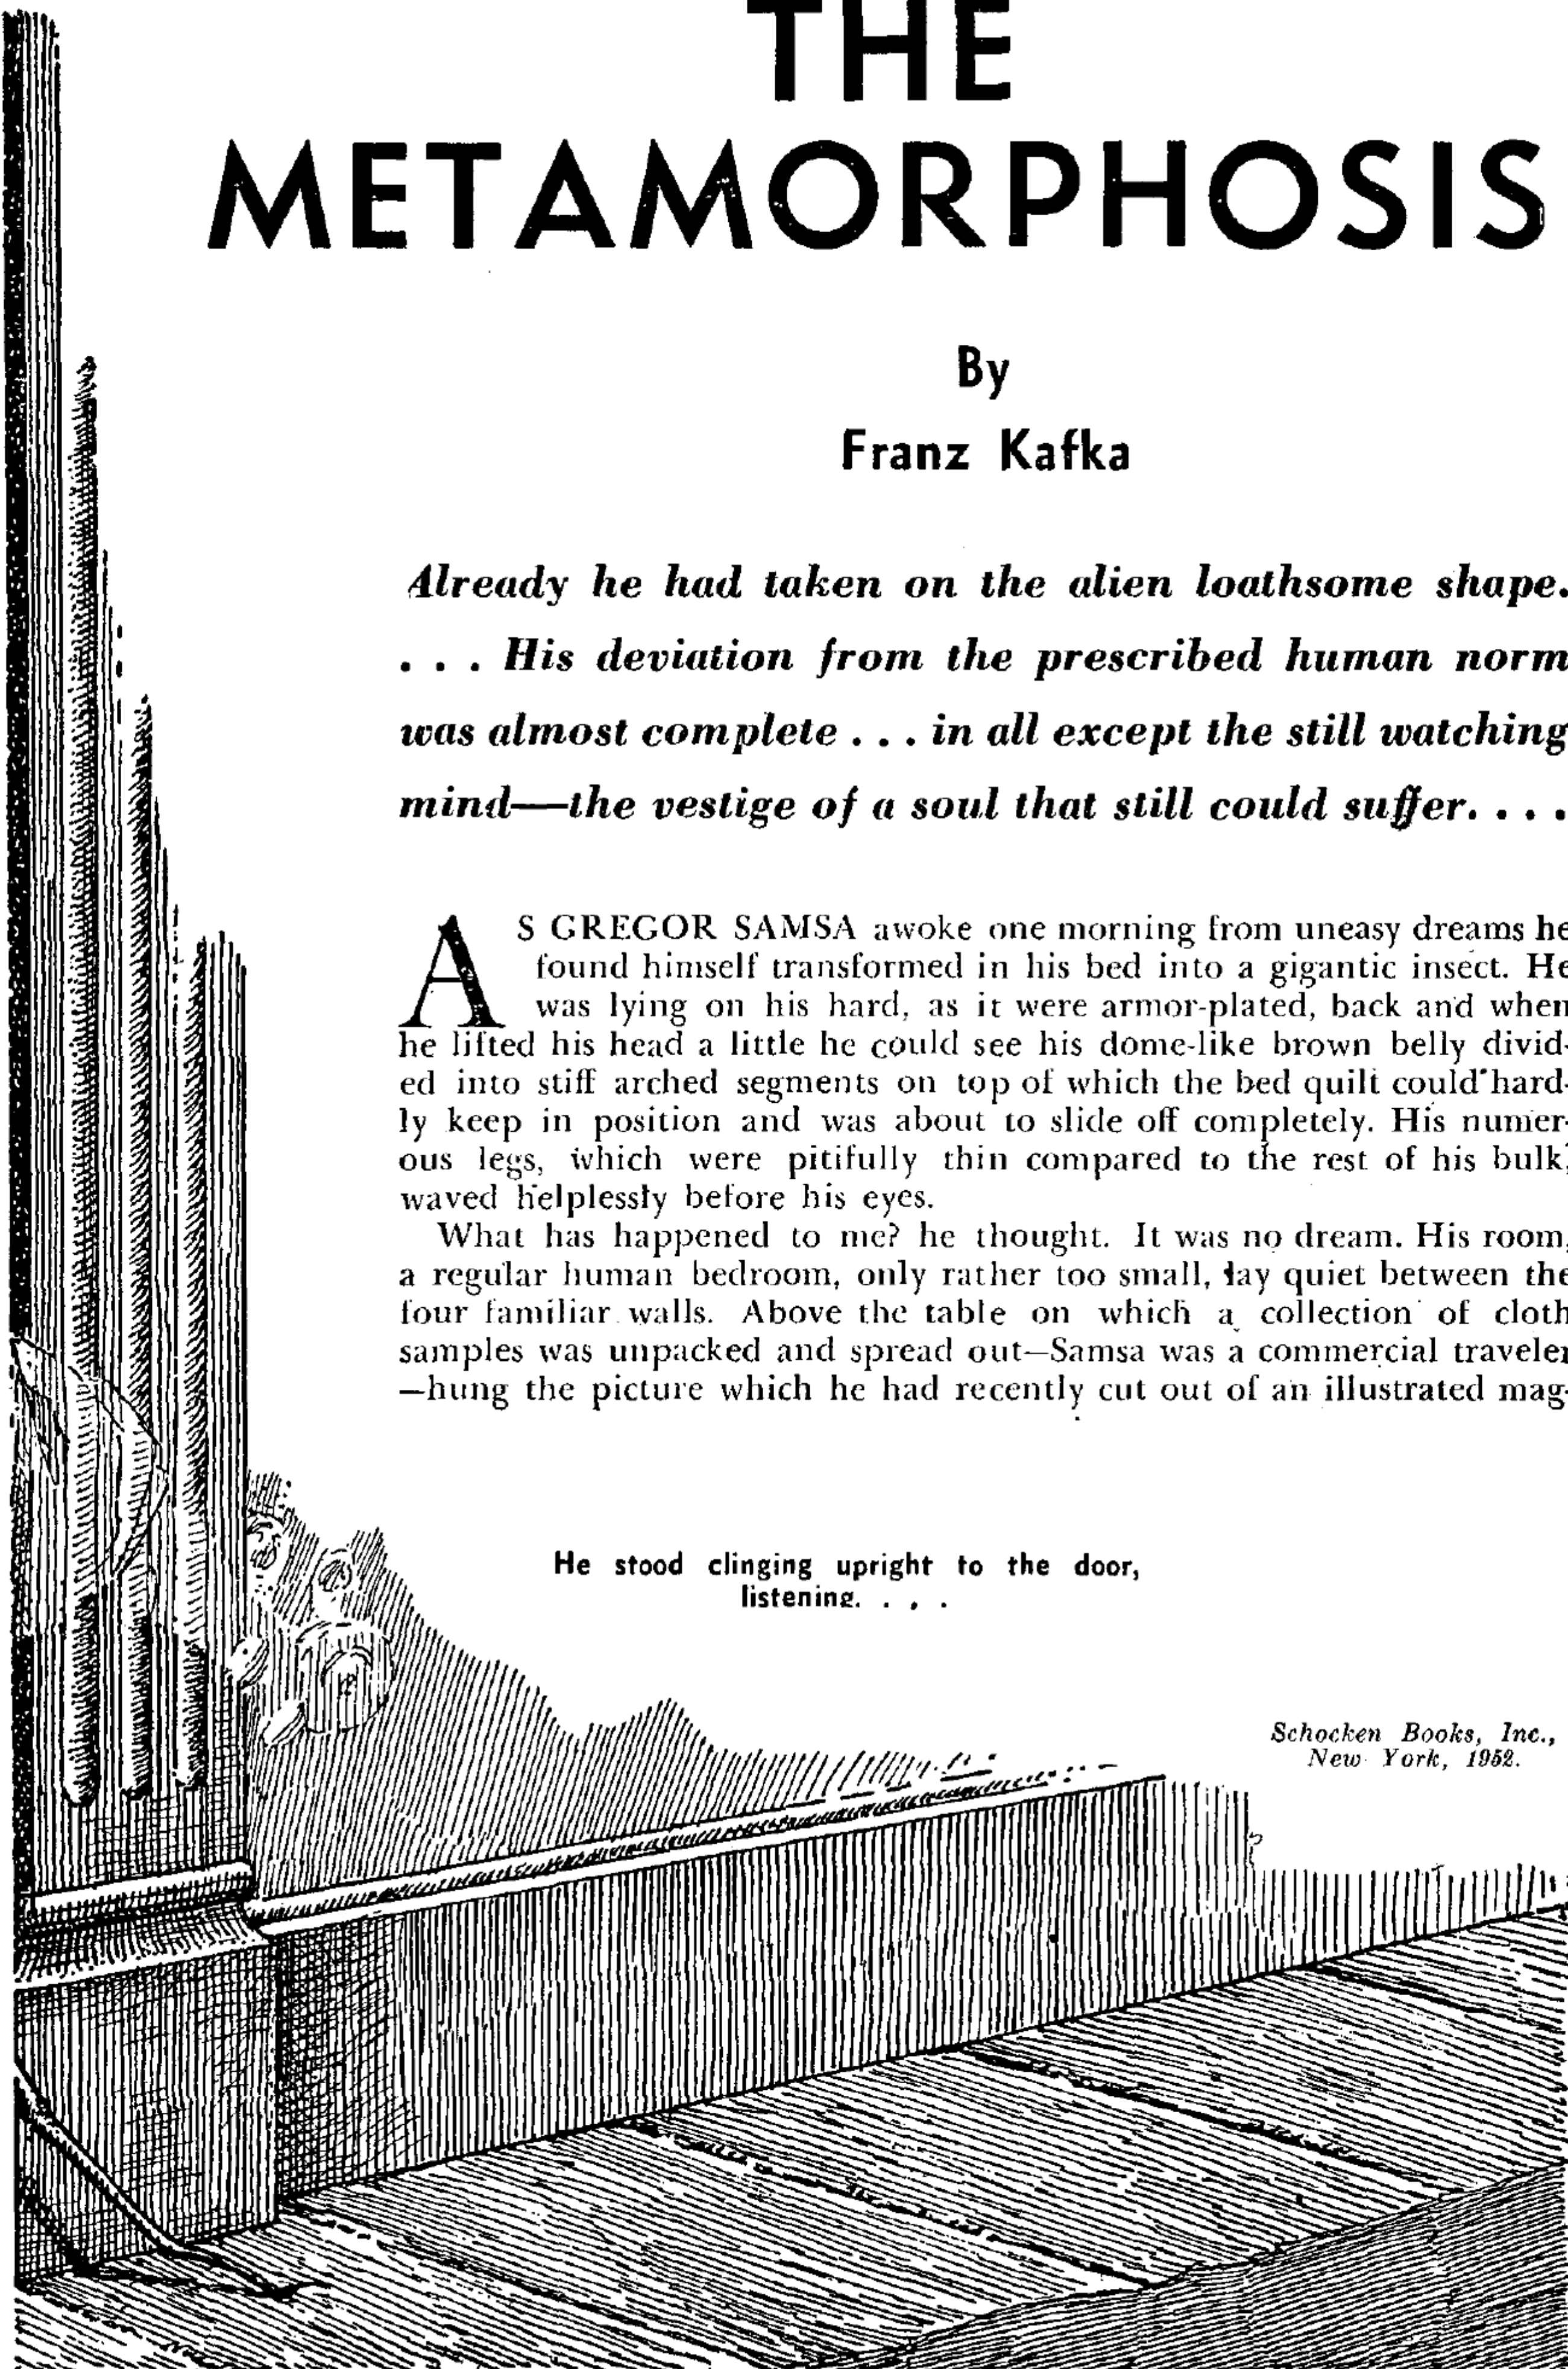 THE
METAMORPHOSIS
By
Franz Kafka
Already he had taken on the alien loathsome shape.
. . . His deviation from the prescribed human norm
was almost complete . . . in all except the still watching
mind—the vestige of a soul that still could suffer. . . .
AS GREGOR SAMSA awoke one morning from uneasy dreams he
found himself transformed in his bed into a gigantic insect. He
was lying on his hard, as it were armor-plated, back and when
he lifted his head a little he could see his dome-like brown belly divid-
ed into stiff arched segments on top of which the bed quilt could hard-
ly keep in position and was about to slide off completely. His numer-
ous legs, which were pitifully thin compared to the rest of his bulk,
waved helplessly before his eyes.
What has happened to me? he thought. It was no dream. His room,
a regular human bedroom, only rather too small, lay quiet between the
four familiar walls. Above the table on which a collection of cloth
samples was unpacked and spread out—Samsa was a commercial traveler
—hung the picture which he had recently cut out of an illustrated mag-
He stood clinging upright to the door,
listening. . . .
Schocken Books, Inc.,
New York, 1952.